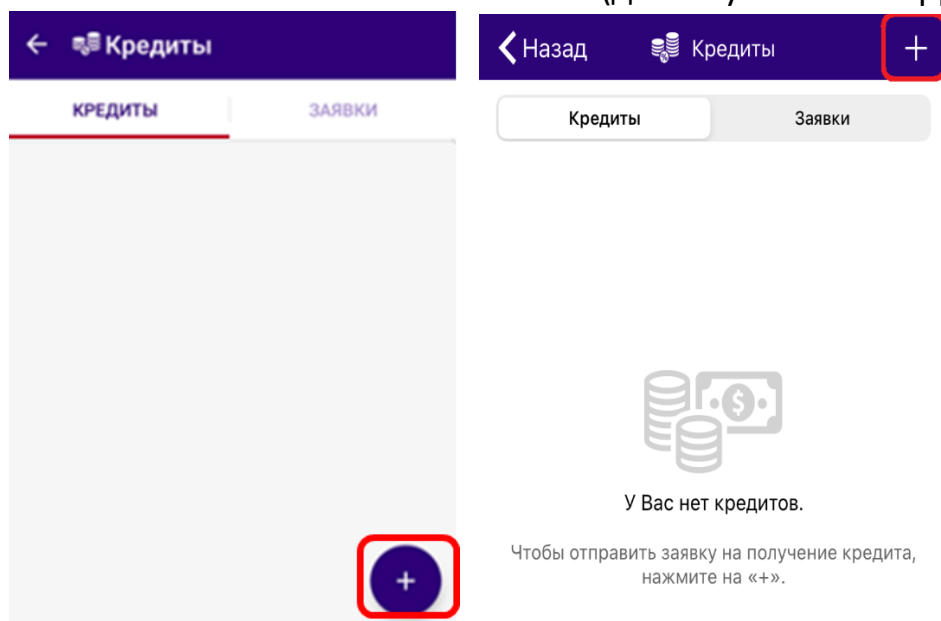 Кредиты
КРЕДИТЫ ЗАЯВКИ
+
Назад Кредиты +
Кредиты Заявки
У Вас нет кредитов.
Чтобы отправить заявку на получение кредита,
нажмите на «+».